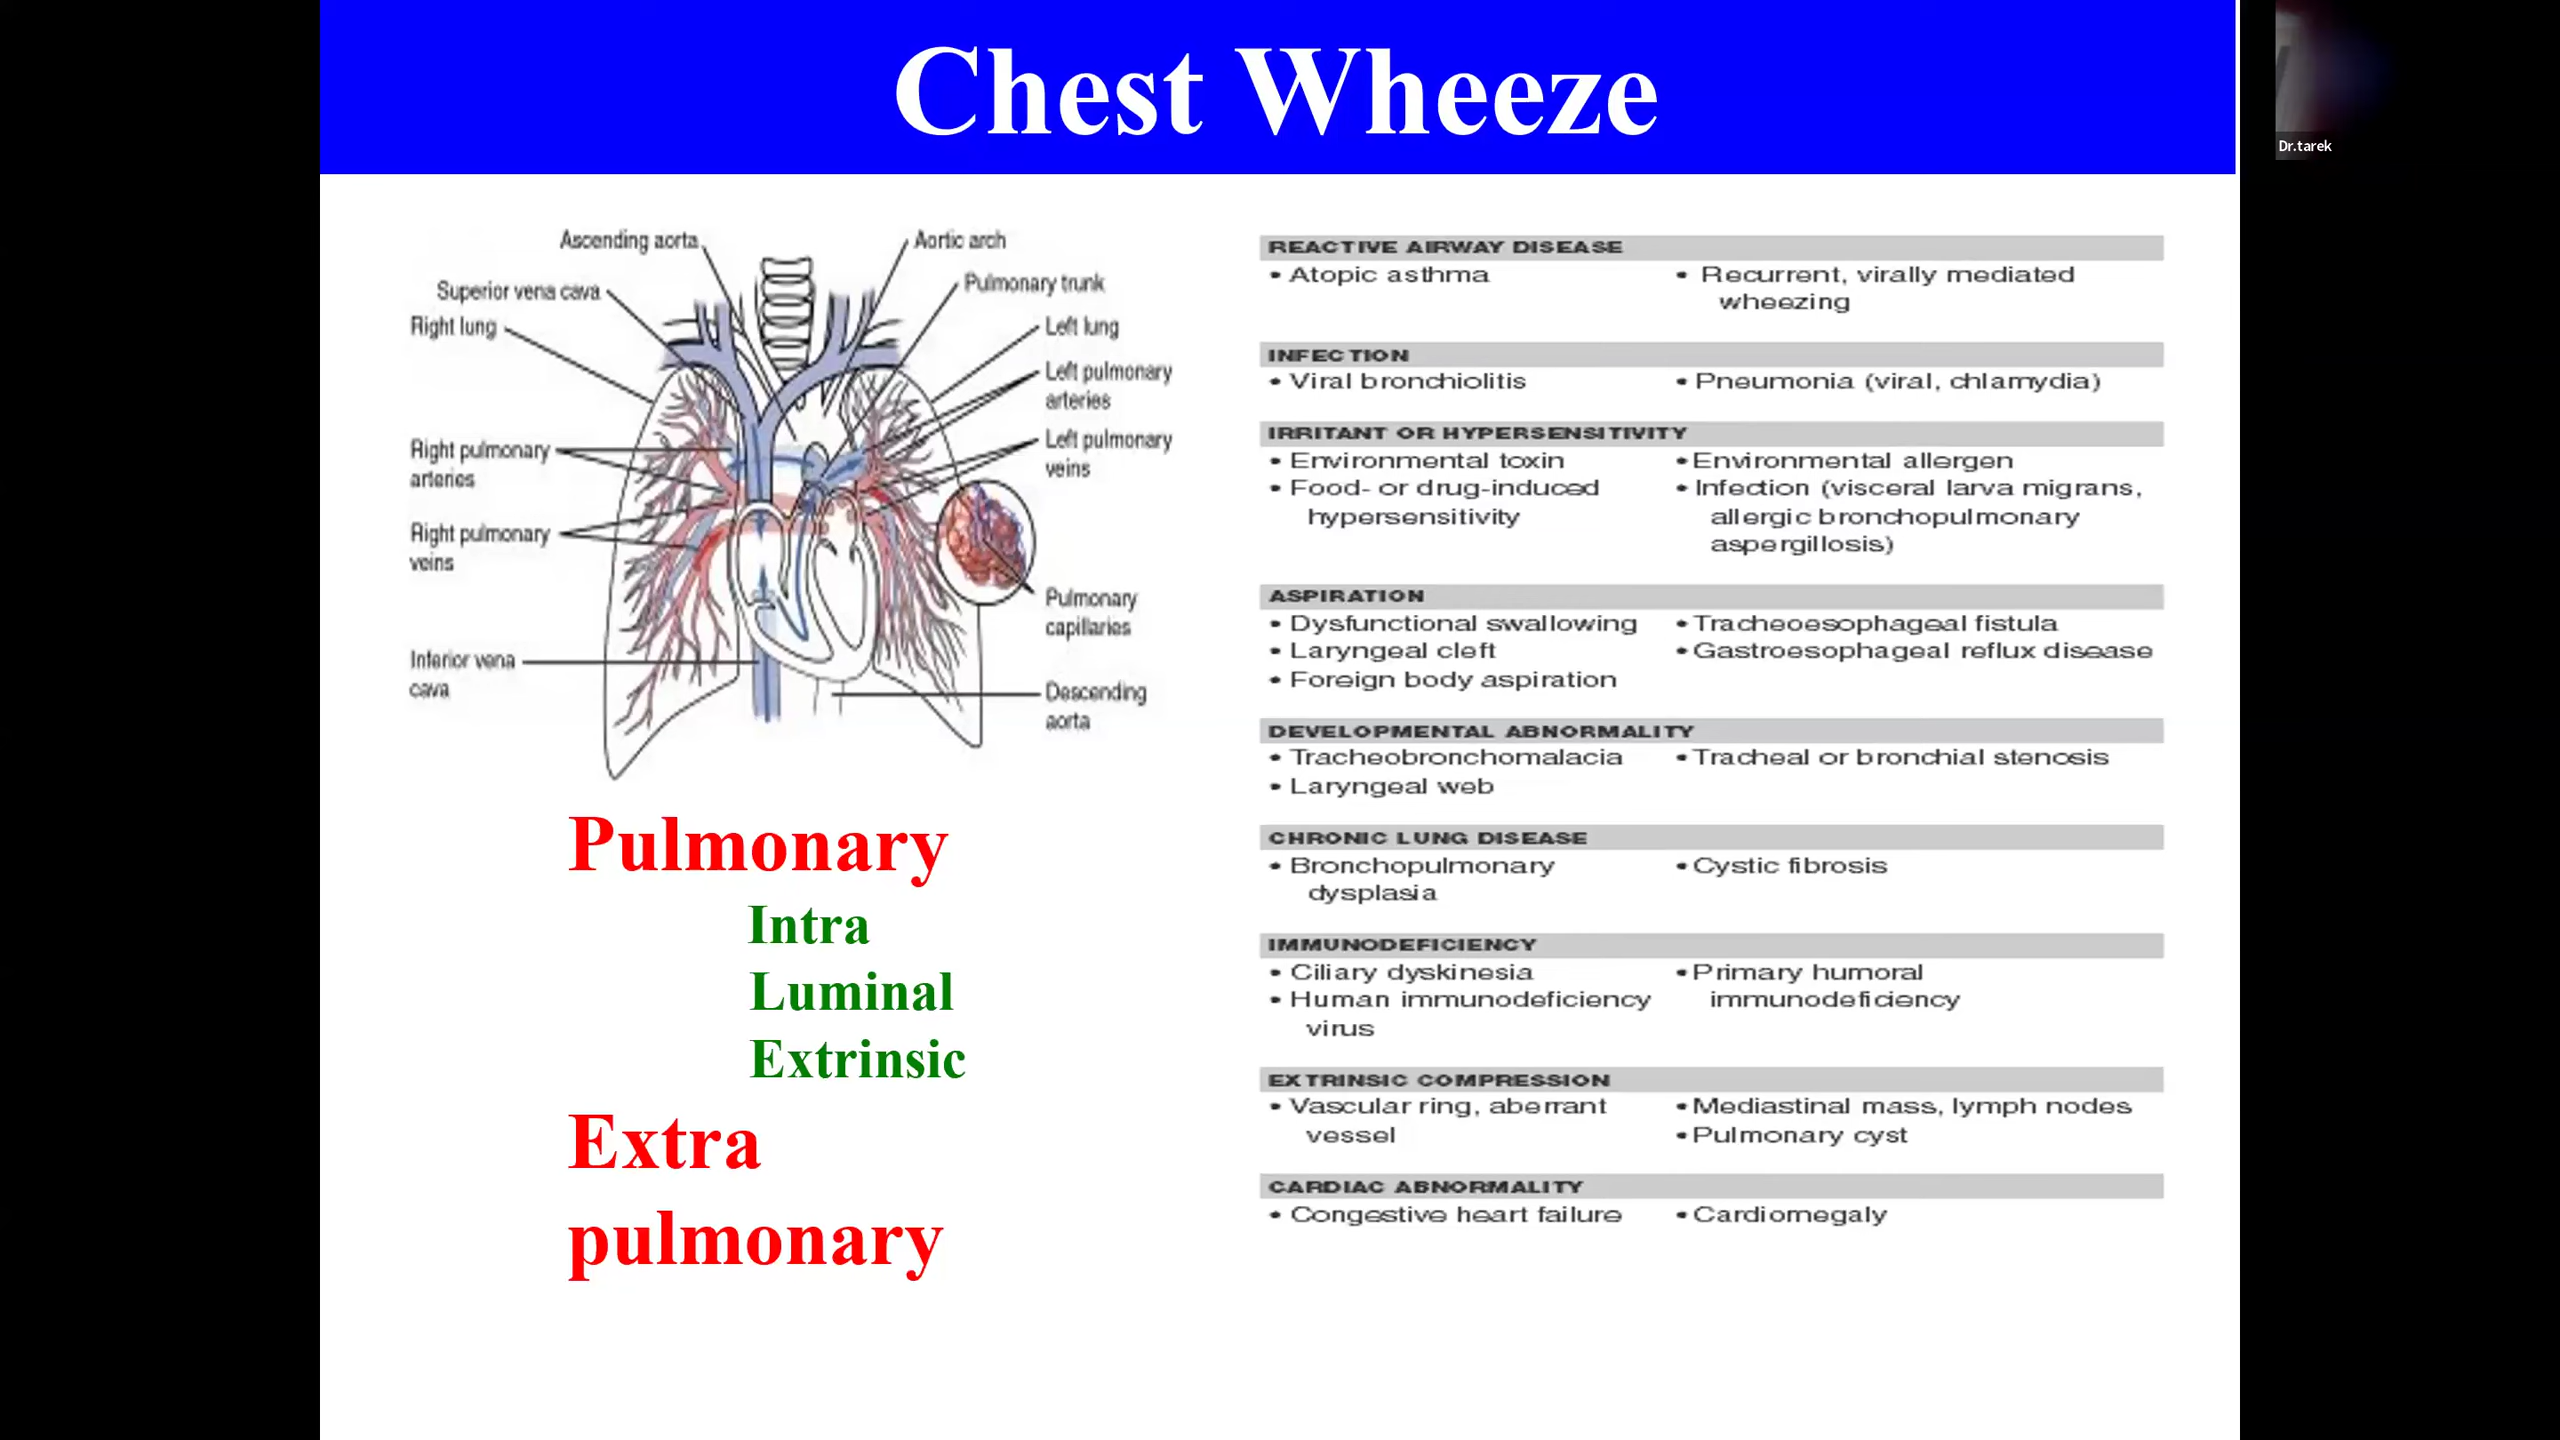 Chest Wheeze
Dr.tarek
Ascending aorta
Aortic arch
Superior vena cava
Pulmonary trunk
Right lung
Left lung
Left pulmonary
arteries
Right pulmonary
arteries
Left pulmonary
veins
Right pulmonary
veins
Pulmonary
capillaries
Inferior vena
cava
Descending
aorta
Pulmonary
Intra
Luminal
Extrinsic
Extra
pulmonary
REACTIVE AIRWAY DISEASE
• Atopic asthma
• Recurrent, virally mediated
wheezing
INFECTION
• Viral bronchiolitis
• Pneumonia (viral, chlamydia)
IRRITANT OR HYPERSENSITIVITY
• Environmental toxin
• Environmental allergen
• Food- or drug-induced
hypersensitivity
• Infection (visceral larva migrans,
allergic bronchopulmonary
aspergillosis)
ASPIRATION
• Dysfunctional swallowing
• Tracheoesophageal fistula
• Laryngeal cleft
• Gastroesophageal reflux disease
• Foreign body aspiration
DEVELOPMENTAL ABNORMALITY
• Tracheobronchomalacia
• Tracheal or bronchial stenosis
• Laryngeal web
CHRONIC LUNG DISEASE
• Bronchopulmonary
dysplasia
• Cystic fibrosis
IMMUNODEFICIENCY
• Ciliary dyskinesia
• Primary humoral
immunodeficiency
• Human immunodeficiency
virus
EXTRINSIC COMPRESSION
• Vascular ring, aberrant
vessel
• Mediastinal mass, lymph nodes
• Pulmonary cyst
CARDIAC ABNORMALITY
• Congestive heart failure
• Cardiomegaly